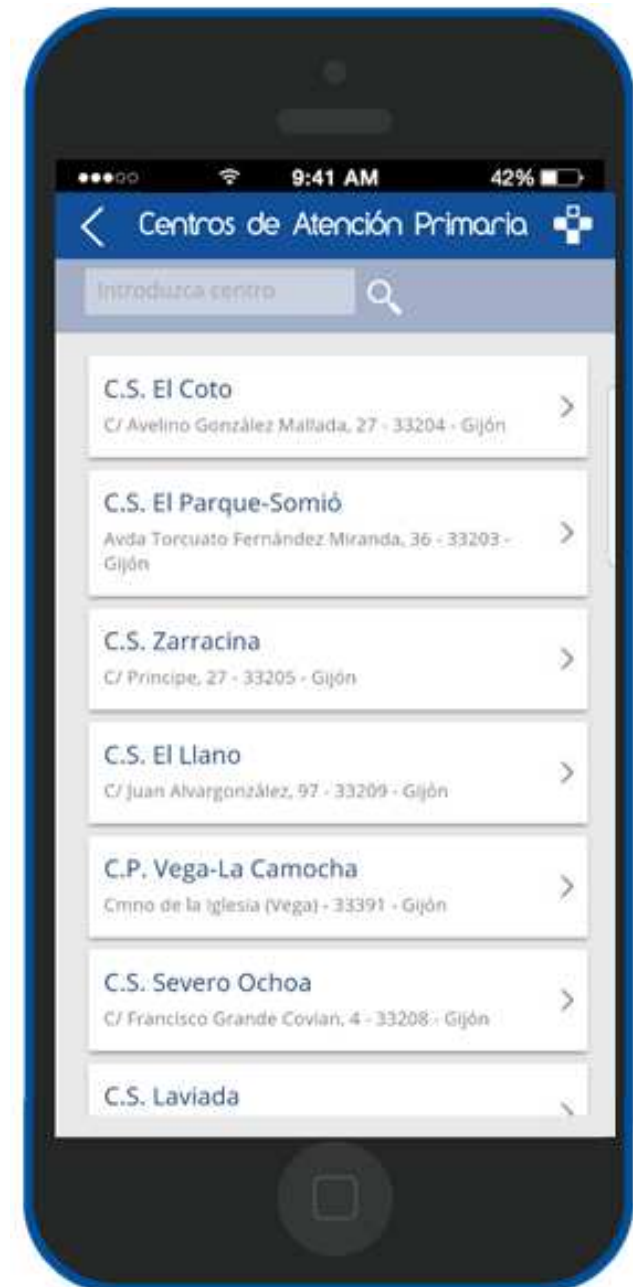 9:41 AM 42%
Centros de Atención Primaria
Introduzca centro
C.S. El Coto
C/ Avelino González Mallada, 27 - 33204 - Gijón
C.S. El Parque-Somió
Avda Torcuato Fernández Miranda, 36 - 33203 -
Gijón
C.S. Zarracina
C/ Principe, 27 - 33205 - Gijón
C.S. El Llano
C/ Juan Alvargonzález, 97 - 33209 - Gijón
C.P. Vega-La Camocha
Cmno de la Iglesia (Vega) - 33391 - Gijón
C.S. Severo Ochoa
C/ Francisco Grande Covian, 4 - 33208 - Gijón
C.S. Laviada